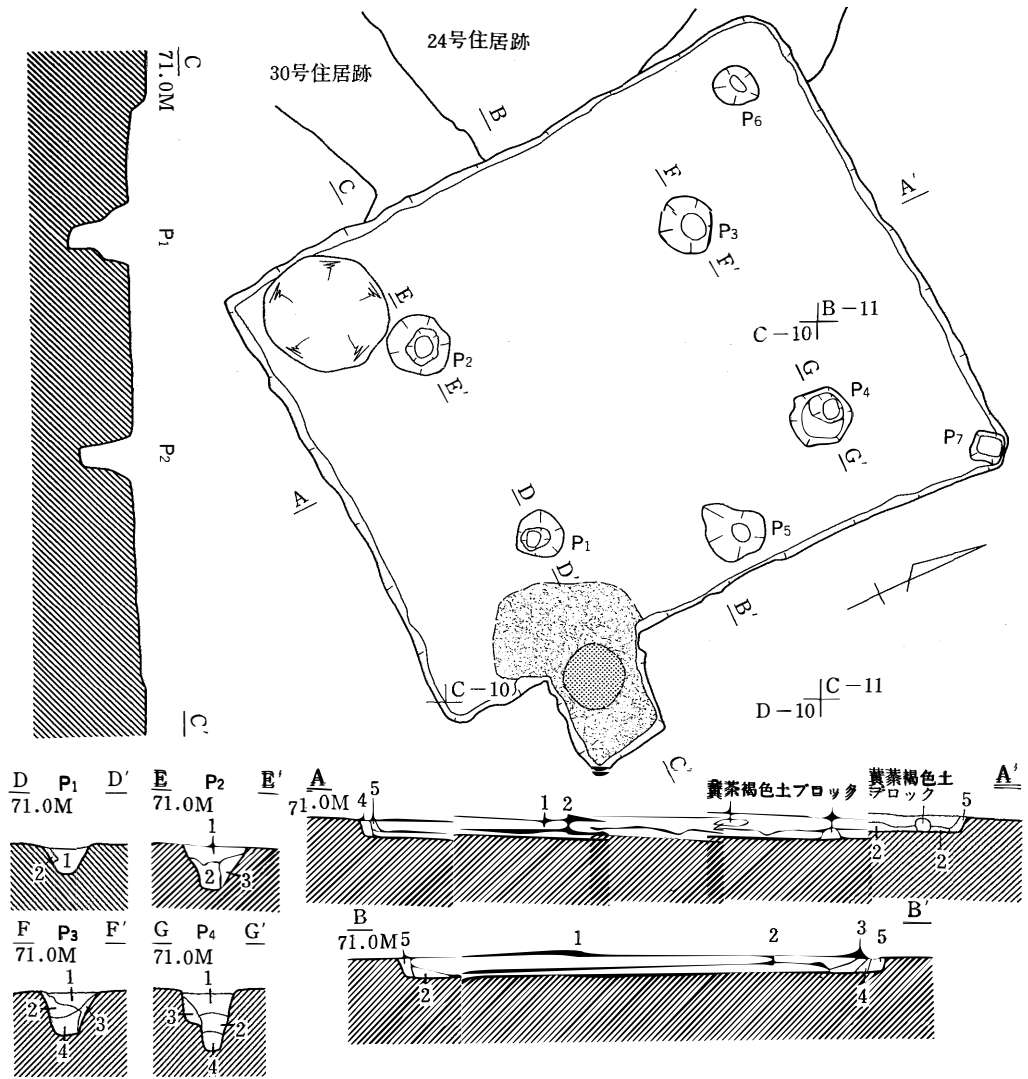 C
71.0M
P1
P2
C′
30号住居跡
24号住居跡
B
C
P6
F
P3
F′
A′
E
P2
E′
B-11
C-10
G
P4
G′
P7
A
D
P1
D′
P5
B′
C-10
C-11
D-10
C′
D P1 D′
71.0M
1
2
E P2 E′
71.0M
1
2
3
F P3 F′
71.0M
1
2
3
4
G P4 G′
71.0M
1
3
2
4
A
71.0M
4
5
1
2
黄茶褐色土ブロック
黄茶褐色土
ブロック
5
A′
2
2
B
71.0M
5
1
2
3
5
B′
2
4